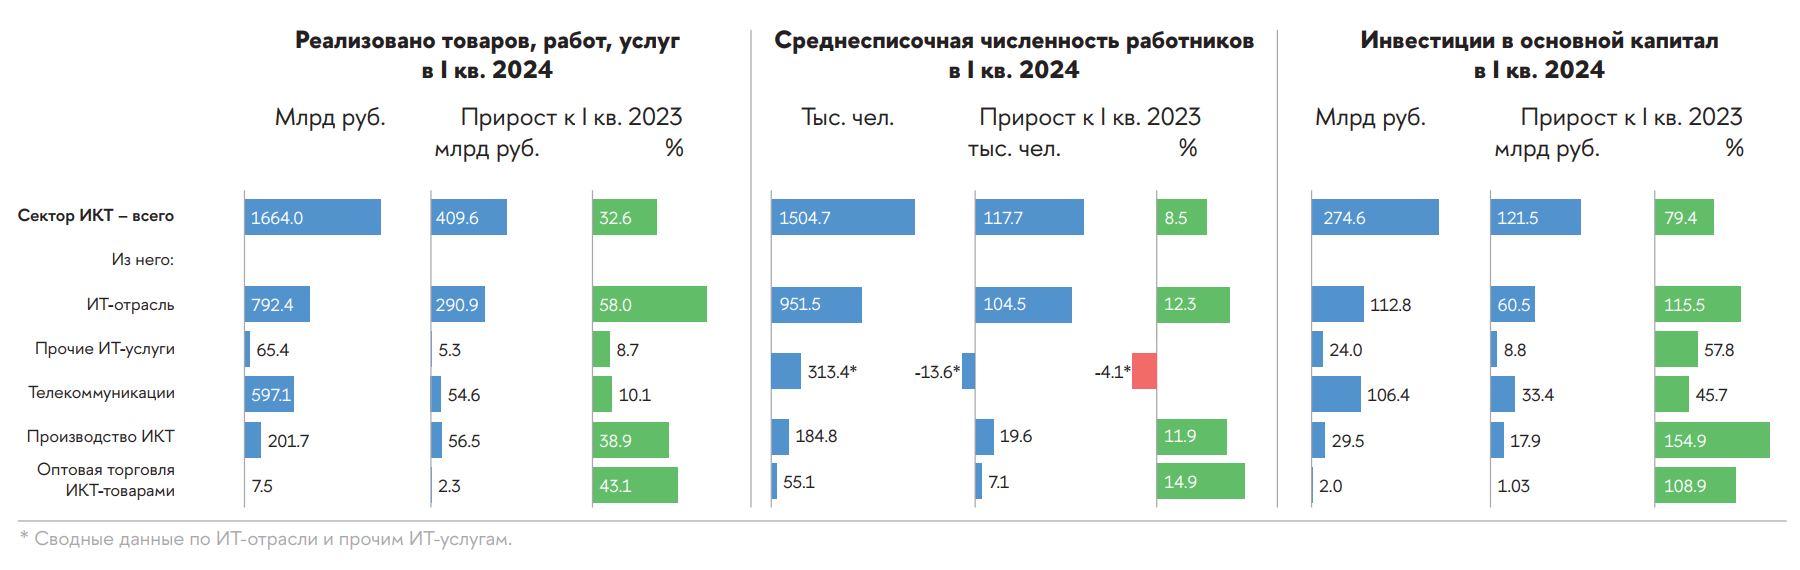 Реализовано товаров, работ, услуг
в I кв. 2024
Млрд руб.
Прирост к I кв. 2023
млрд руб.
%
Среднесписочная численность работников
в I кв. 2024
Тыс. чел.
Прирост к I кв. 2023
тыс. чел.
%
Инвестиции в основной капитал
в I кв. 2024
Млрд руб.
Прирост к I кв. 2023
млрд руб.
%
Сектор ИКТ – всего 1664.0 409.6 32.6 1504.7 117.7 8.5 274.6 121.5 79.4
Из него:
ИТ-отрасль 792.4 290.9 58.0 951.5 104.5 12.3 112.8 60.5 115.5
Прочие ИТ-услуги 65.4 5.3 8.7 24.0 8.8 57.8
313.4* -13.6* -4.1*
Телекоммуникации 597.1 54.6 10.1 106.4 33.4 45.7
Производство ИКТ 201.7 56.5 38.9 184.8 19.6 11.9 29.5 17.9 154.9
Оптовая торговля
ИКТ-товарами 7.5 2.3 43.1 55.1 7.1 14.9 2.0 1.03 108.9
* Сводные данные по ИТ-отрасли и прочим ИТ-услугам.